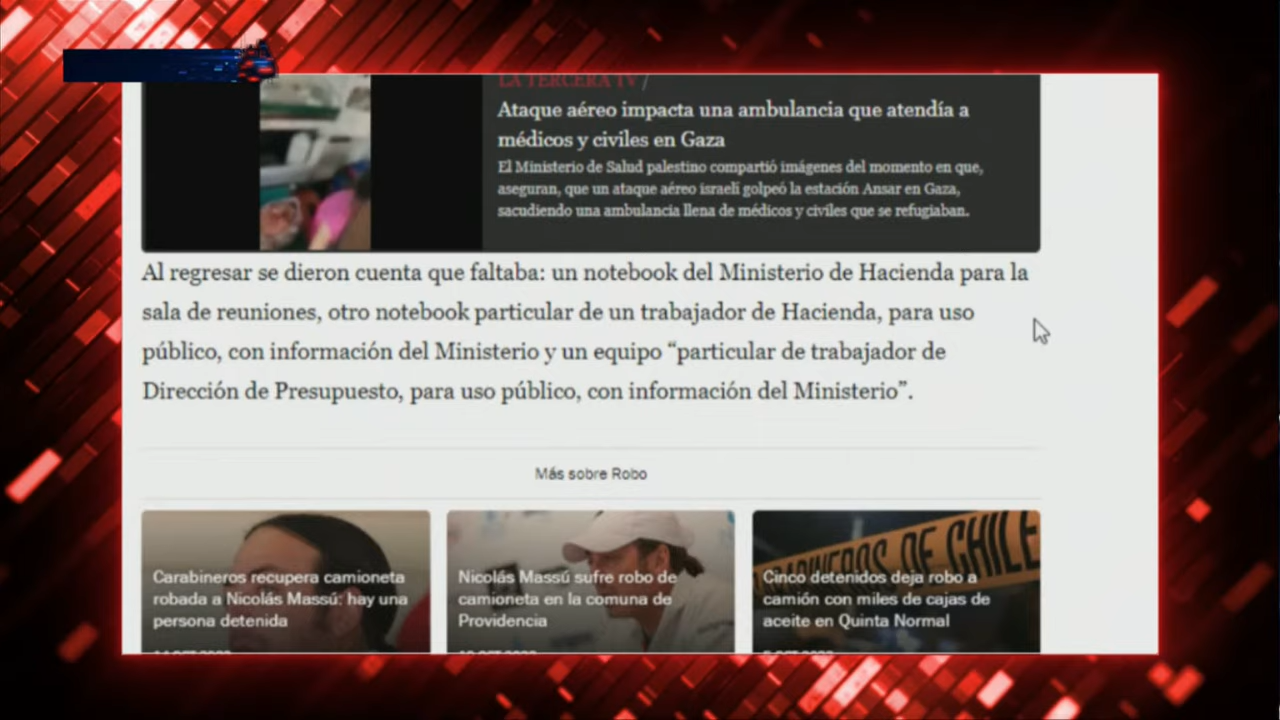 LA TERCERA TV /
Ataque aéreo impacta una ambulancia que atendía a
médicos y civiles en Gaza
El Ministerio de Salud palestino compartió imágenes del momento en que,
aseguran, que un ataque aéreo israelí golpeó la estación Ansar en Gaza,
sacudiendo una ambulancia llena de médicos y civiles que se refugiaban.
Al regresar se dieron cuenta que faltaba: un notebook del Ministerio de Hacienda para la
sala de reuniones, otro notebook particular de un trabajador de Hacienda, para uso
público, con información del Ministerio y un equipo “particular de trabajador de
Dirección de Presupuesto, para uso público, con información del Ministerio”.
Más sobre Robo
Carabineros recupera camioneta
robada a Nicolás Massú: hay una
persona detenida
Nicolás Massú sufre robo de
camioneta en la comuna de
Providencia
Cinco detenidos deja robo a
camión con miles de cajas de
aceite en Quinta Normal
CARABINEROS DE CHILE